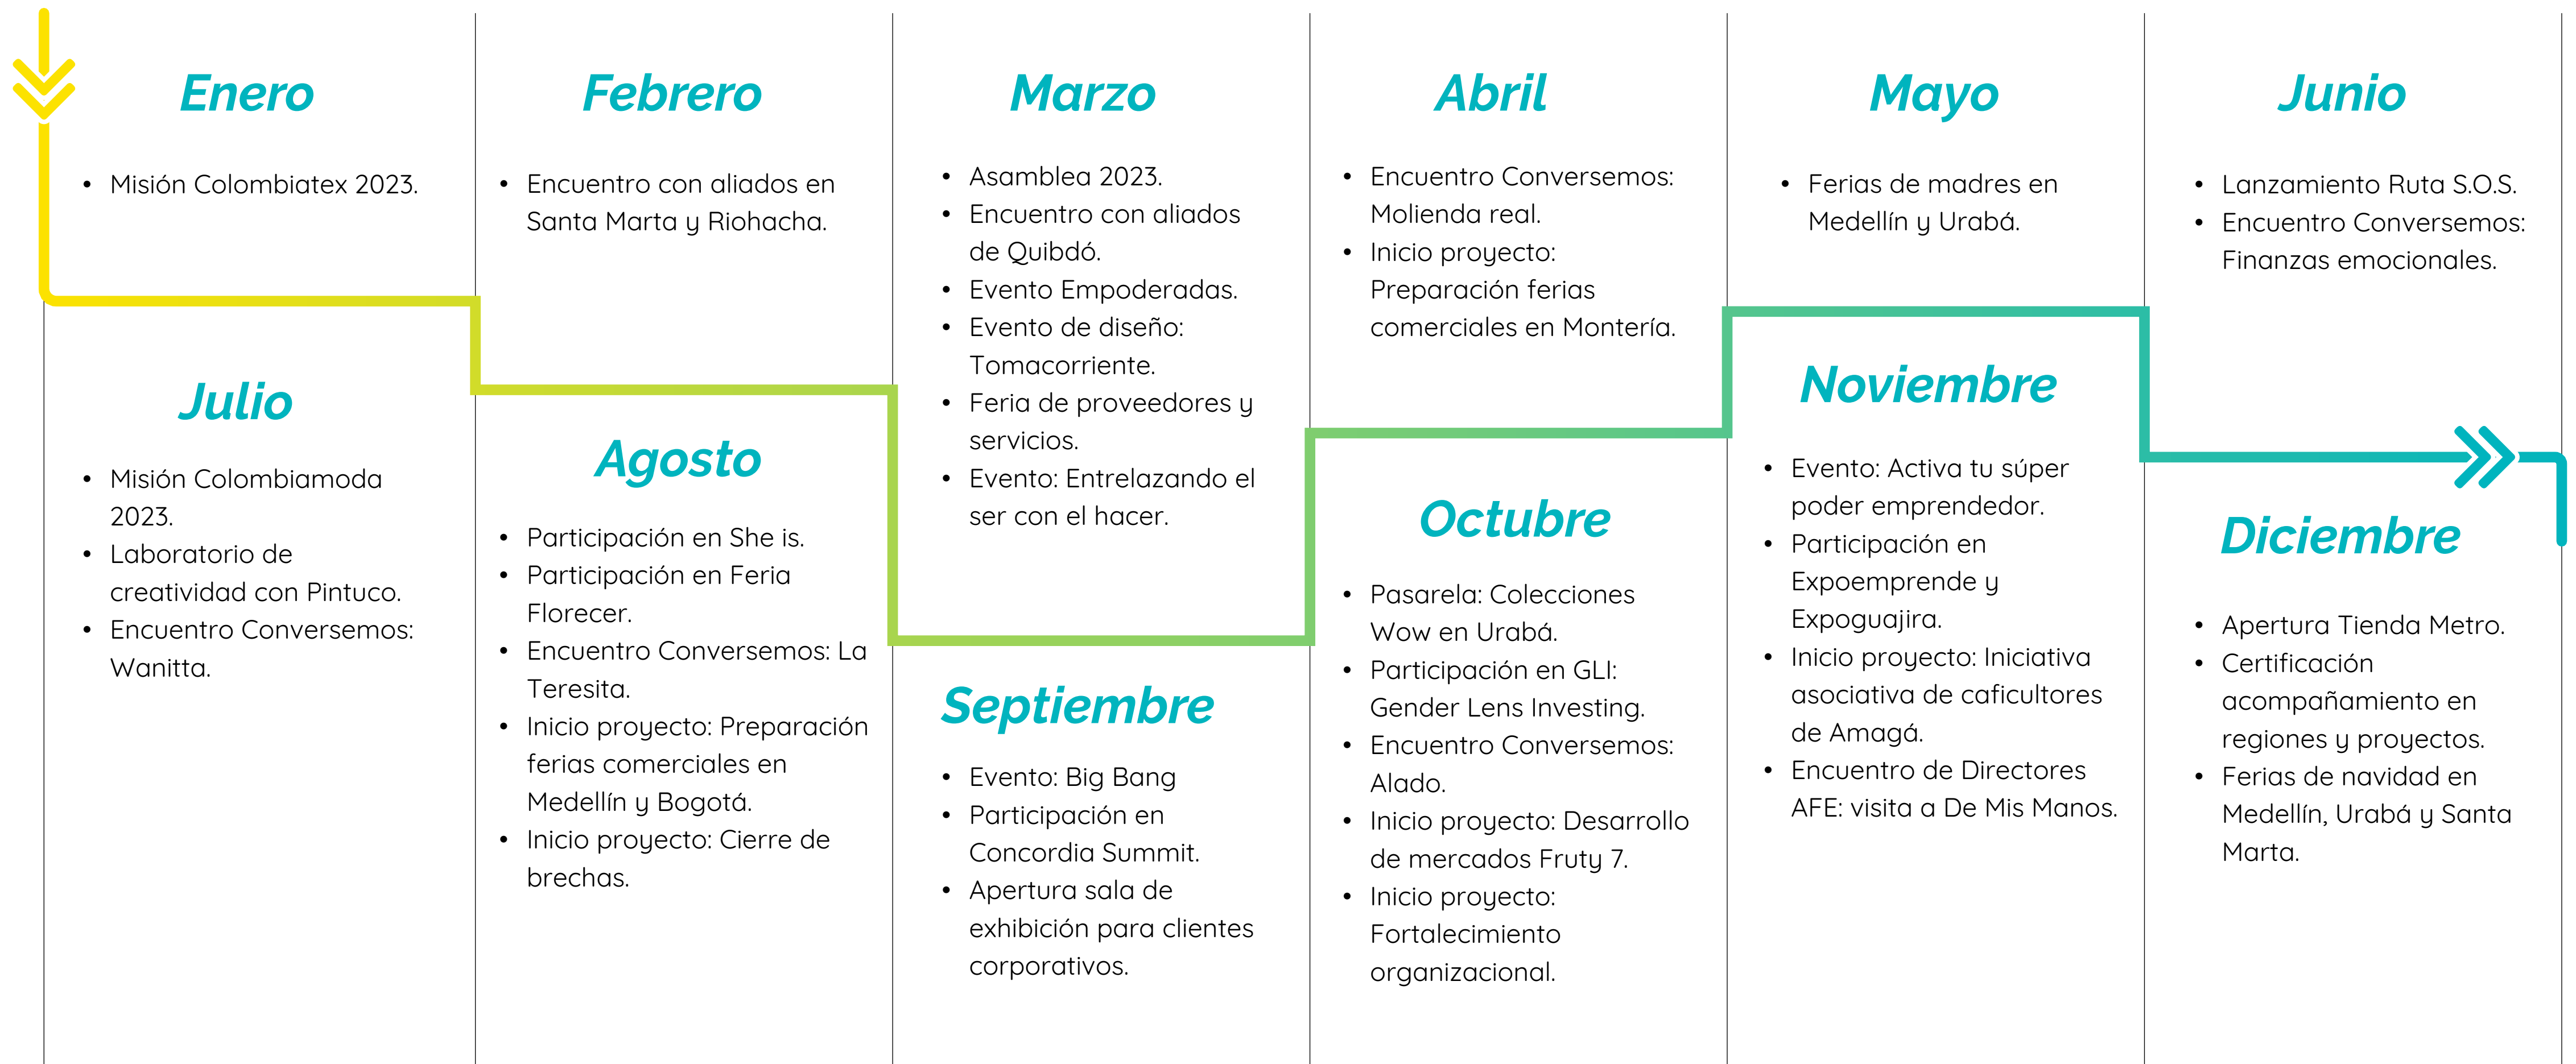 Enero
• Misión Colombiatex 2023.
Febrero
• Encuentro con aliados en
Santa Marta y Riohacha.
Marzo
• Asamblea 2023.
• Encuentro con aliados
de Quibdó.
• Evento Empoderadas.
• Evento de diseño:
Tomacorriente.
• Feria de proveedores y
servicios.
• Evento: Entrelazando el
ser con el hacer.
Abril
• Encuentro Conversemos:
Molienda real.
• Inicio proyecto:
Preparación ferias
comerciales en Montería.
Mayo
• Ferias de madres en
Medellín y Urabá.
Junio
• Lanzamiento Ruta S.O.S.
• Encuentro Conversemos:
Finanzas emocionales.
Julio
• Misión Colombiamoda
2023.
• Laboratorio de
creatividad con Pintuco.
• Encuentro Conversemos:
Wanitta.
Agosto
• Participación en She is.
• Participación en Feria
Florecer.
• Encuentro Conversemos: La
Teresita.
• Inicio proyecto: Preparación
ferias comerciales en
Medellín y Bogotá.
• Inicio proyecto: Cierre de
brechas.
Septiembre
• Evento: Big Bang
• Participación en
Concordia Summit.
• Apertura sala de
exhibición para clientes
corporativos.
Octubre
• Pasarela: Colecciones
Wow en Urabá.
• Participación en GLI:
Gender Lens Investing.
• Encuentro Conversemos:
Alado.
• Inicio proyecto: Desarrollo
de mercados Fruty 7.
• Inicio proyecto:
Fortalecimiento
organizacional.
Noviembre
• Evento: Activa tu súper
poder emprendedor.
• Participación en
Expoemprende y
Expoguajira.
• Inicio proyecto: Iniciativa
asociativa de caficultores
de Amagá.
• Encuentro de Directores
AFE: visita a De Mis Manos.
Diciembre
• Apertura Tienda Metro.
• Certificación
acompañamiento en
regiones y proyectos.
• Ferias de navidad en
Medellín, Urabá y Santa
Marta.